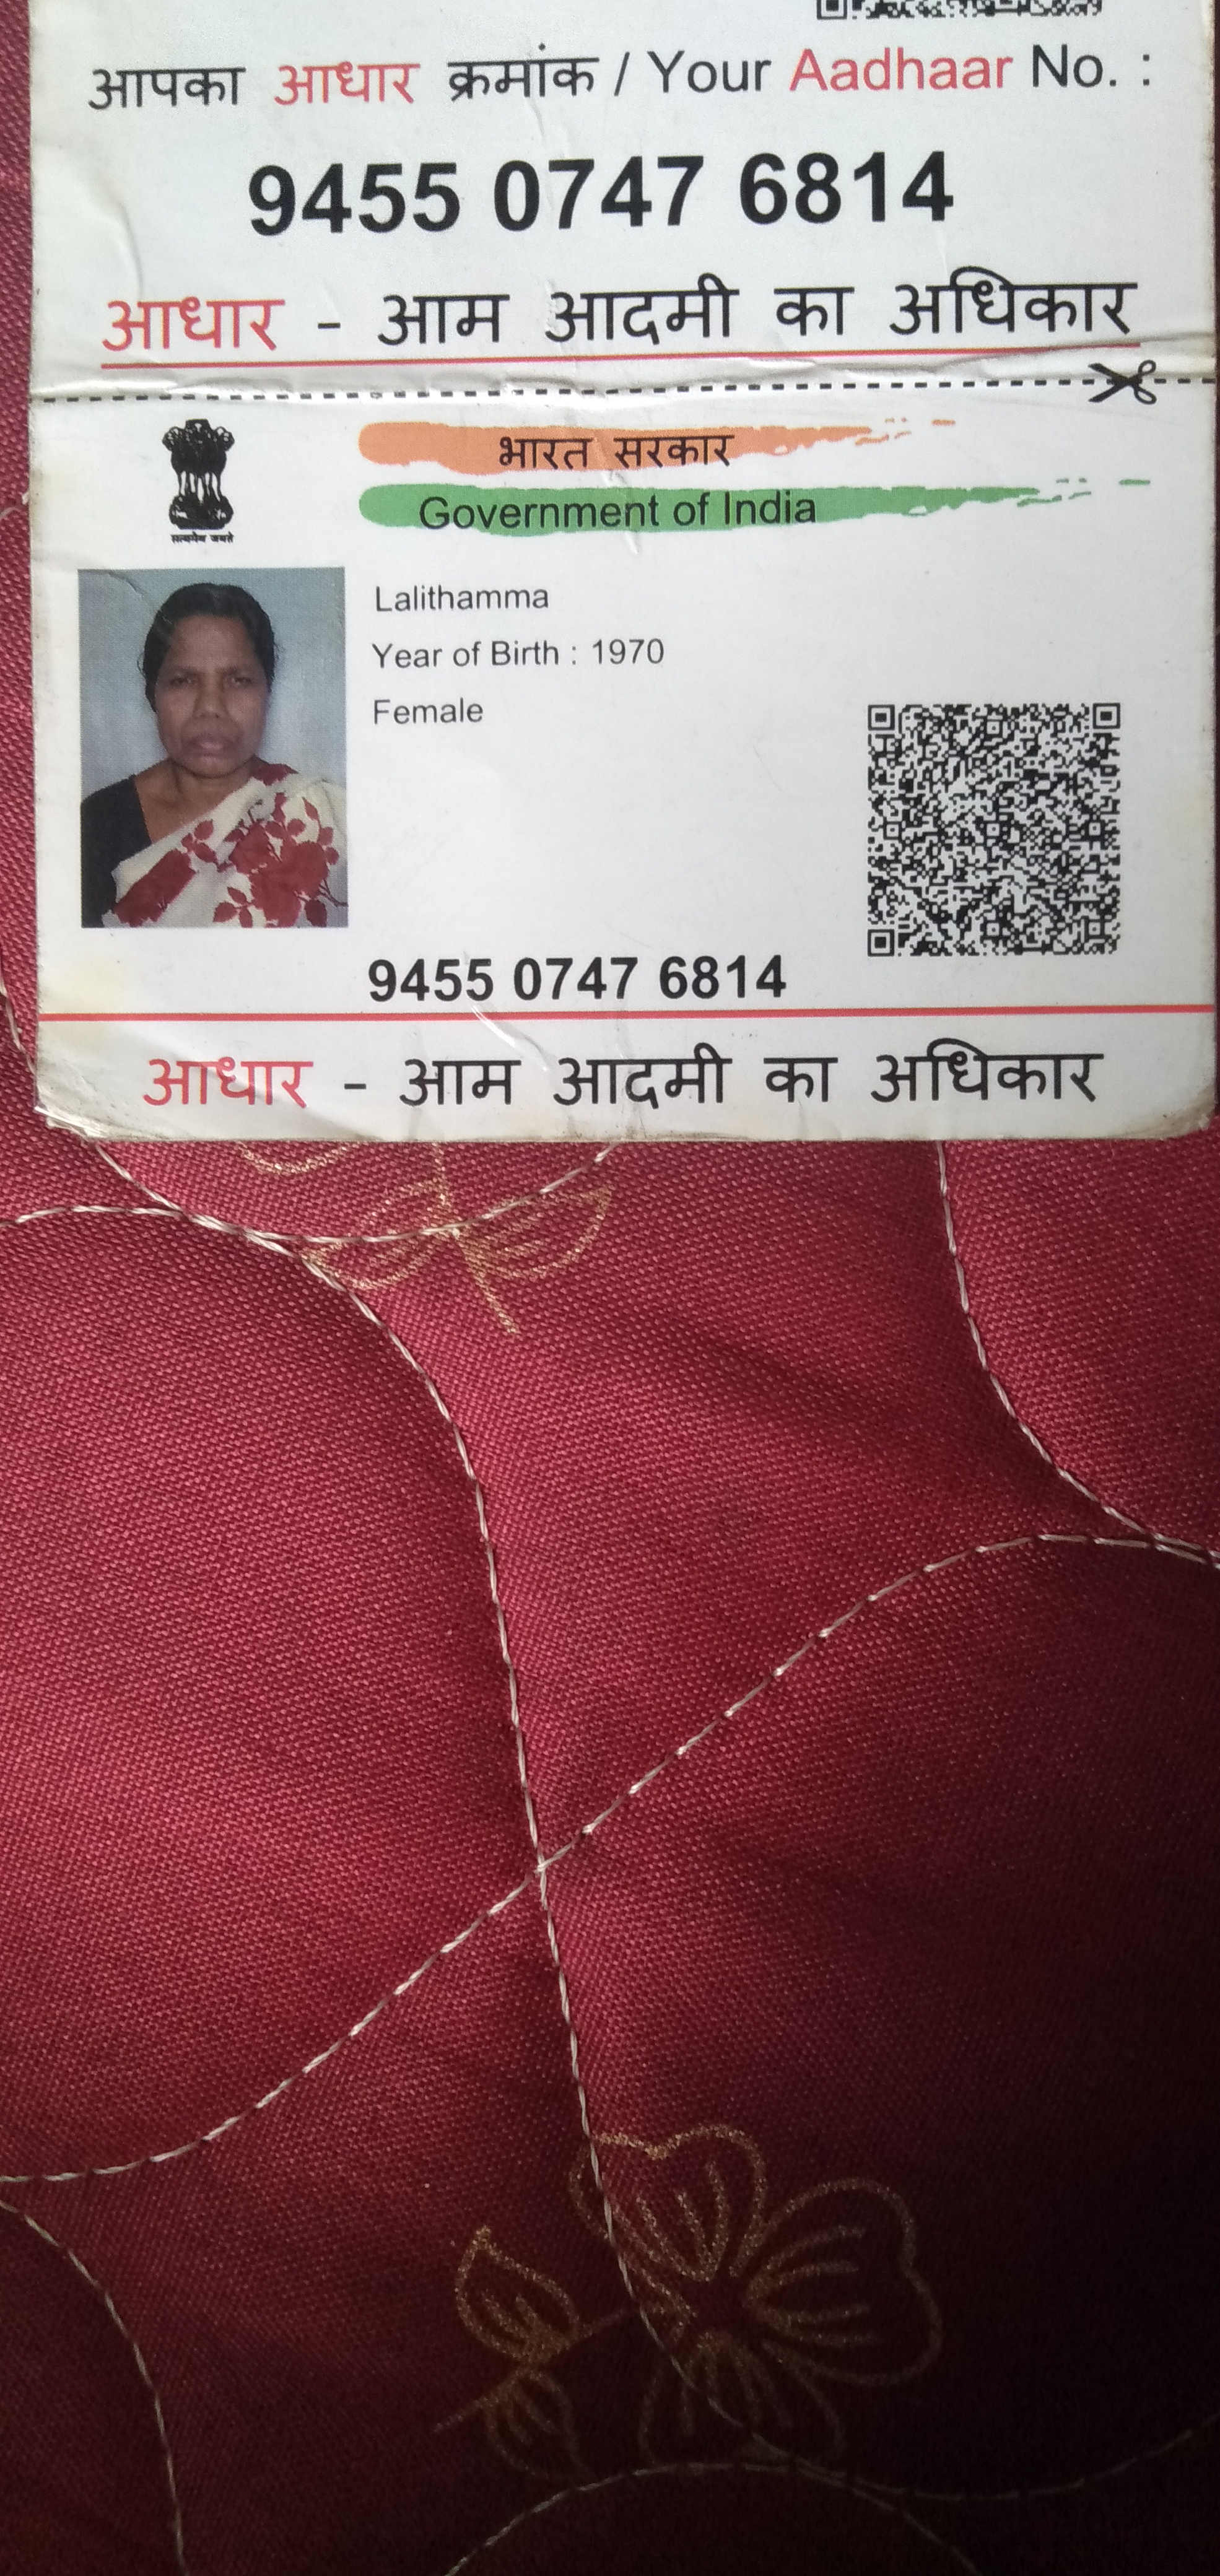 आपका आधार क्रमांक / Your Aadhaar No. :
9455 0747 6814
आधार - आम आदमी का अधिकार
भारत सरकार
Government of India
सत्यमेव जयते
Lalithamma
Year of Birth : 1970
Female
9455 0747 6814
आधार - आम आदमी का अधिकार